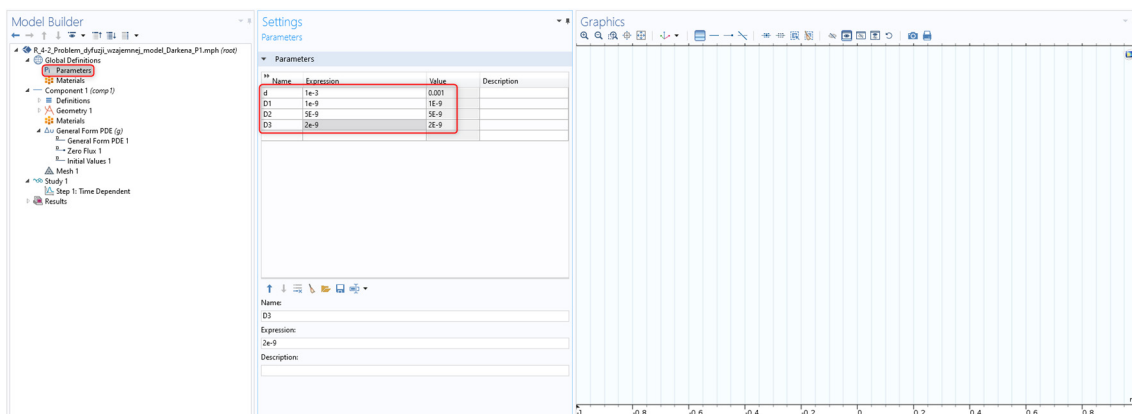 Model Builder
R_4-2_Problem_dyfuzji_wzajemnej_model_Darkena_P1.mph (root)
Global Definitions
Pi Parameters
Materials
Component 1 (comp1)
Definitions
Geometry 1
Materials
Δu General Form PDE (g)
General Form PDE 1
Zero Flux 1
Initial Values 1
Mesh 1
Study 1
Step 1: Time Dependent
Results
Settings
Parameters
Parameters
Name Expression Value Description
d 1e-3 0.001
D1 1e-9 1E-9
D2 5E-9 5E-9
D3 2e-9 2E-9
Name:
D3
Expression:
2e-9
Description:
Graphics
-1 -0.8 -0.6 -0.4 -0.2 0 0.2 0.4 0.6 0.8